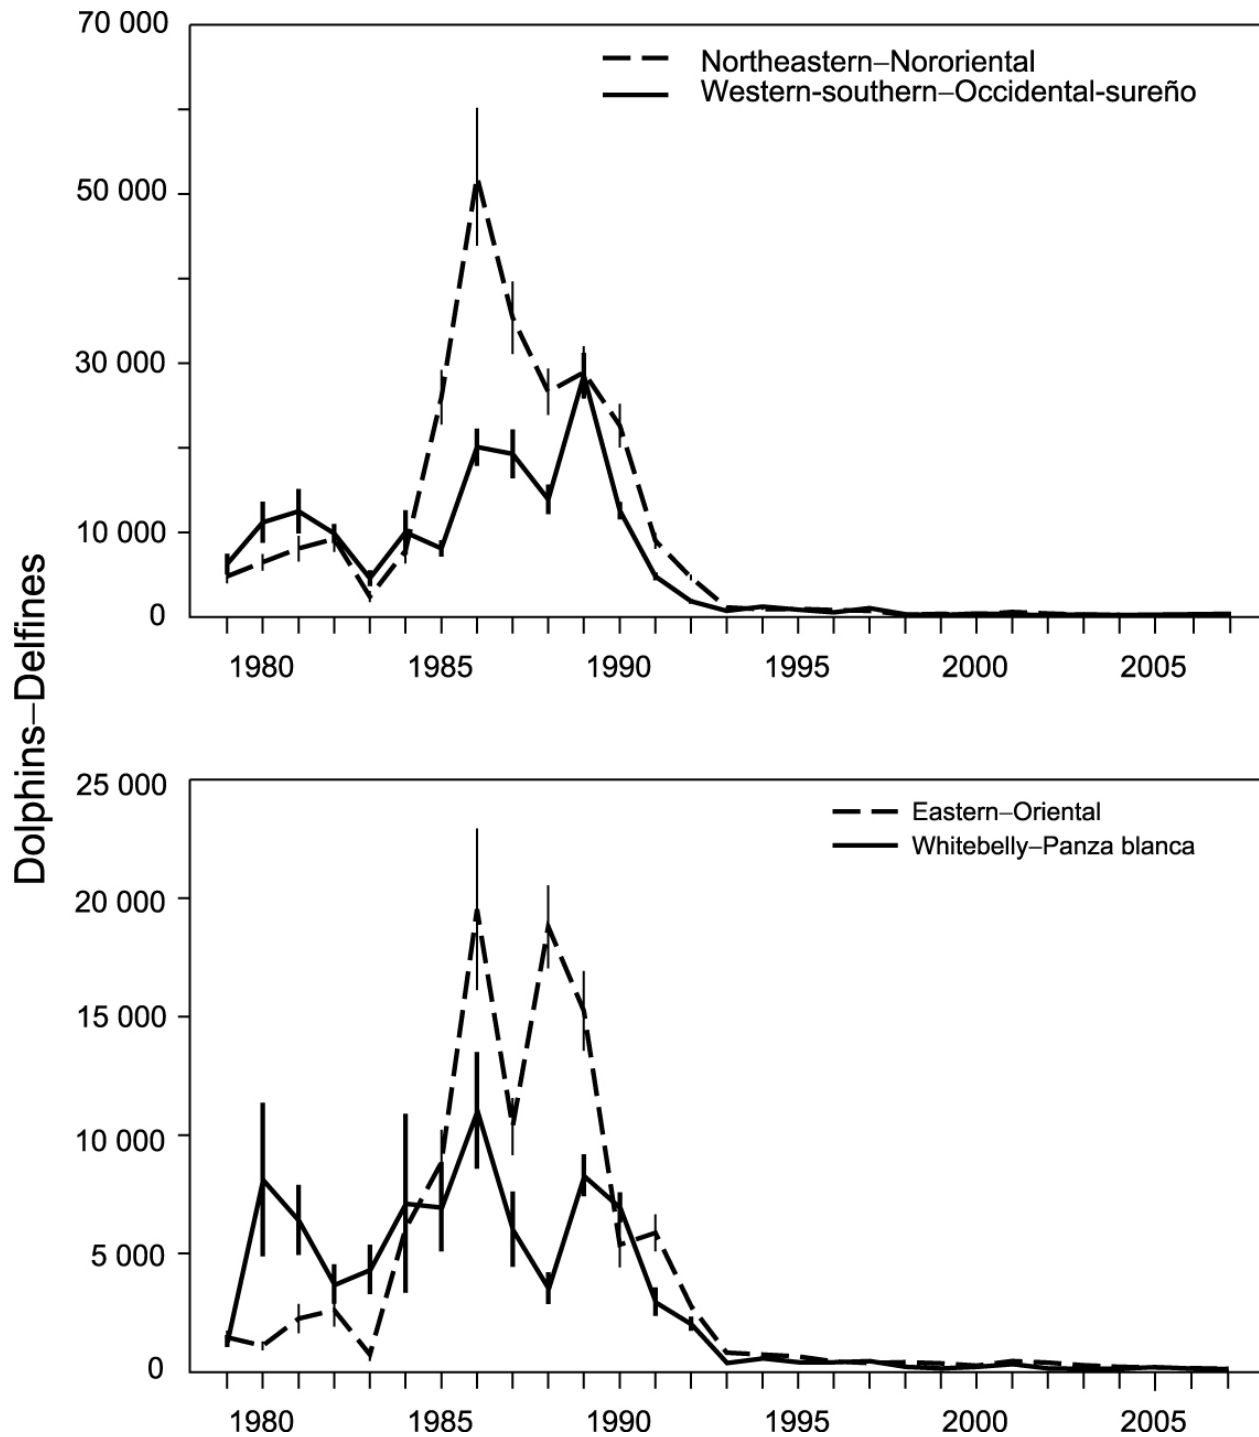 Dolphins–Delfines
70 000
50 000
30 000
10 000
0
Northeastern–Nororiental
Western-southern–Occidental-sureño
1980 1985 1990 1995 2000 2005
25 000
20 000
15 000
10 000
5 000
0
Eastern–Oriental
Whitebelly–Panza blanca
1980 1985 1990 1995 2000 2005